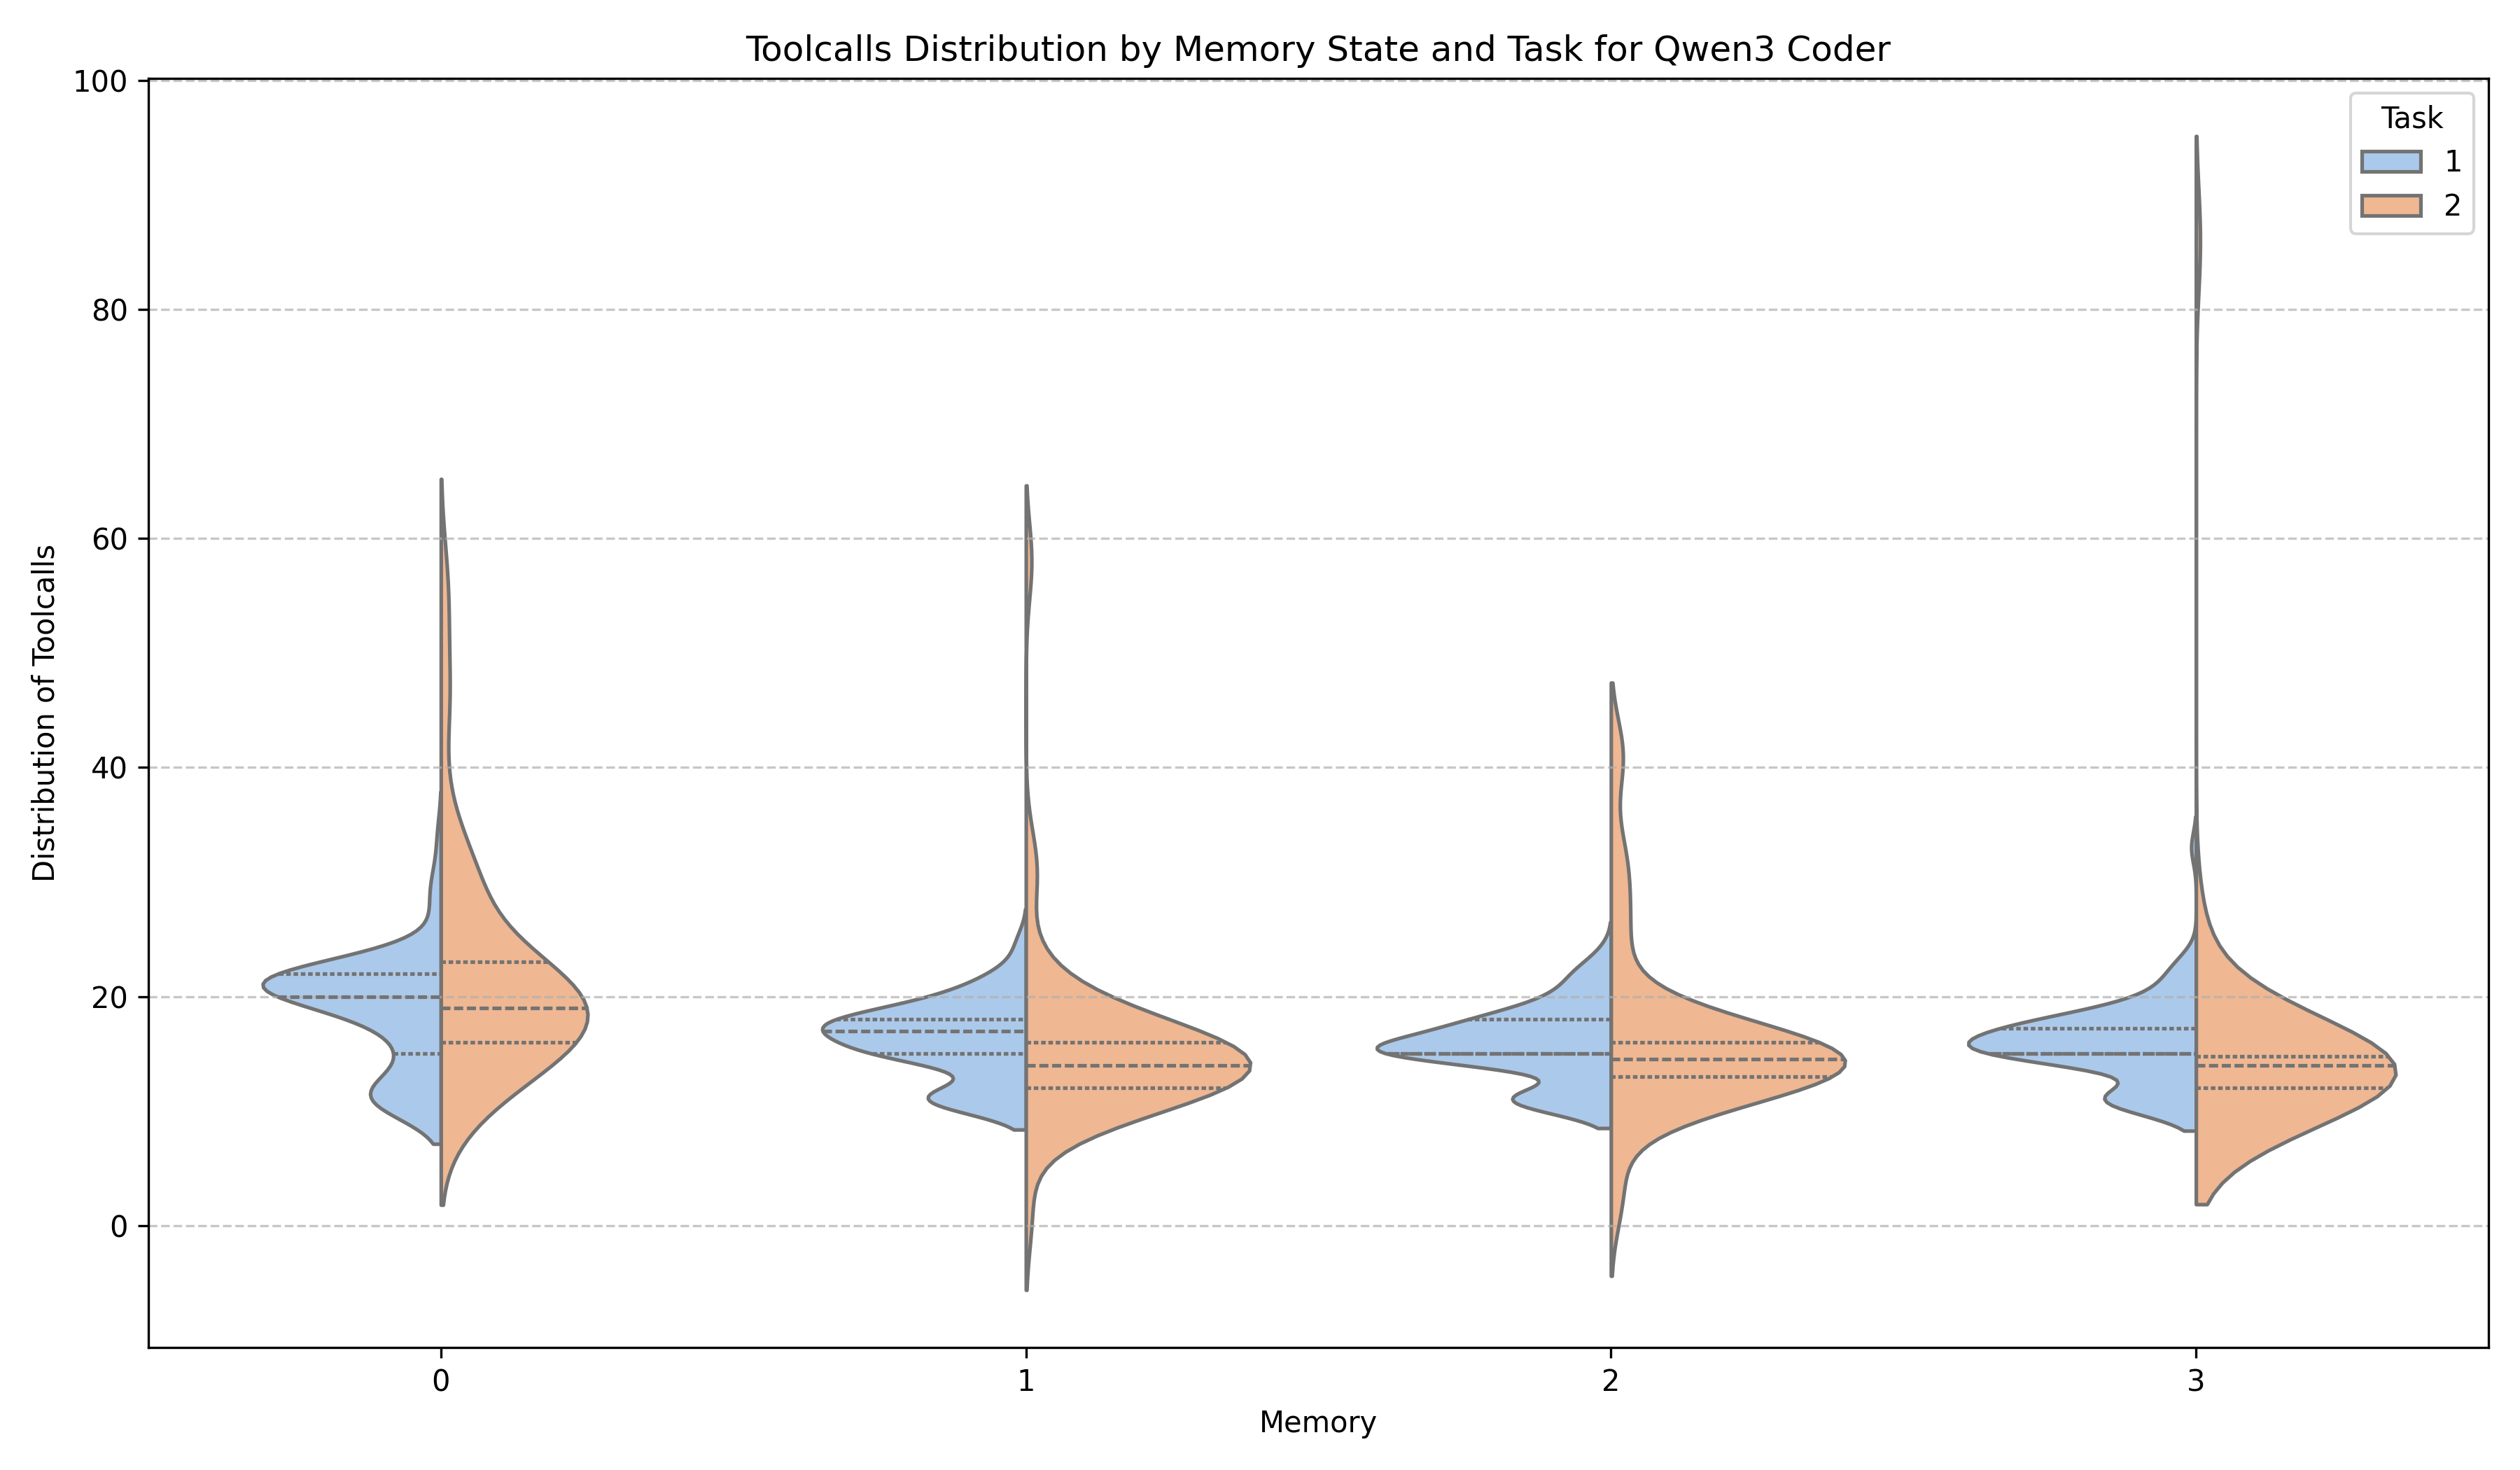 Toolcalls Distribution by Memory State and Task for Qwen3 Coder
100
80
60
40
20
0
Distribution of Toolcalls
Task
1
2
0 1 2 3
Memory